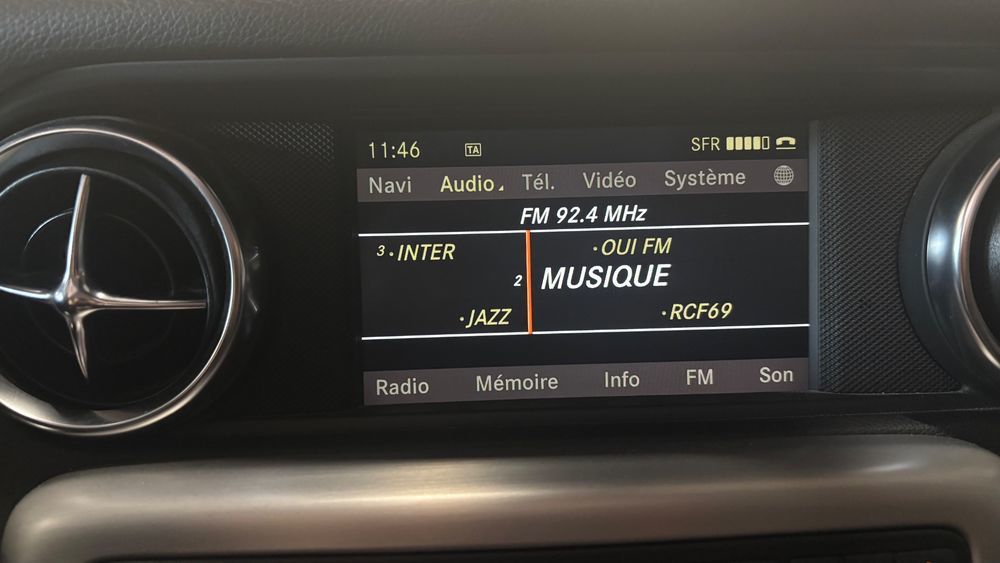 11:46 TA SFR
Navi Audio Tél. Vidéo Système
FM 92.4 MHz
3 · INTER · OUI FM
2 MUSIQUE
· JAZZ · RCF69
Radio Mémoire Info FM Son